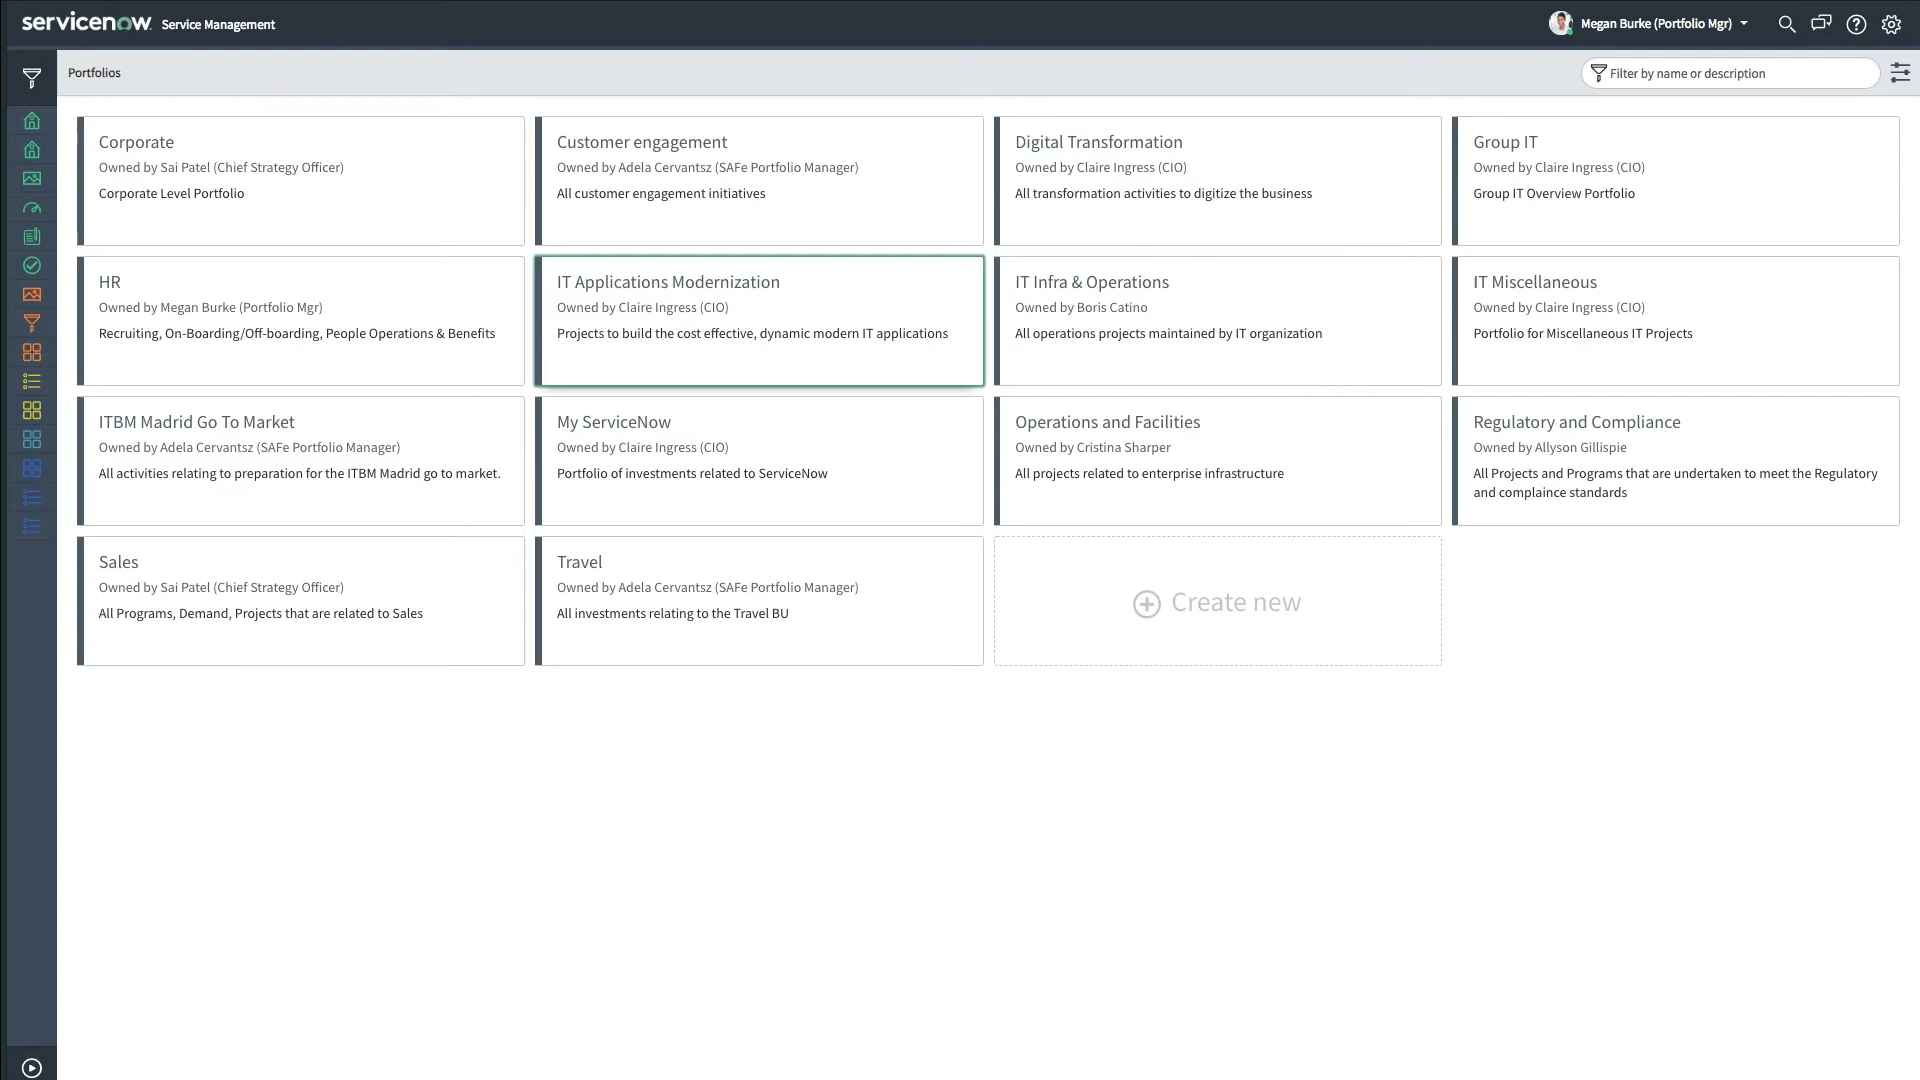 servicenow Service Management
Megan Burke (Portfolio Mgr)
Portfolios
Filter by name or description
Corporate
Owned by Sai Patel (Chief Strategy Officer)
Corporate Level Portfolio
Customer engagement
Owned by Adela Cervantsz (SAFe Portfolio Manager)
All customer engagement initiatives
Digital Transformation
Owned by Claire Ingress (CIO)
All transformation activities to digitize the business
Group IT
Owned by Claire Ingress (CIO)
Group IT Overview Portfolio
HR
Owned by Megan Burke (Portfolio Mgr)
Recruiting, On-Boarding/Off-boarding, People Operations & Benefits
IT Applications Modernization
Owned by Claire Ingress (CIO)
Projects to build the cost effective, dynamic modern IT applications
IT Infra & Operations
Owned by Boris Catino
All operations projects maintained by IT organization
IT Miscellaneous
Owned by Claire Ingress (CIO)
Portfolio for Miscellaneous IT Projects
ITBM Madrid Go To Market
Owned by Adela Cervantsz (SAFe Portfolio Manager)
All activities relating to preparation for the ITBM Madrid go to market.
My ServiceNow
Owned by Claire Ingress (CIO)
Portfolio of investments related to ServiceNow
Operations and Facilities
Owned by Cristina Sharper
All projects related to enterprise infrastructure
Regulatory and Compliance
Owned by Allyson Gillispie
All Projects and Programs that are undertaken to meet the Regulatory
and complaince standards
Sales
Owned by Sai Patel (Chief Strategy Officer)
All Programs, Demand, Projects that are related to Sales
Travel
Owned by Adela Cervantsz (SAFe Portfolio Manager)
All investments relating to the Travel BU
Create new